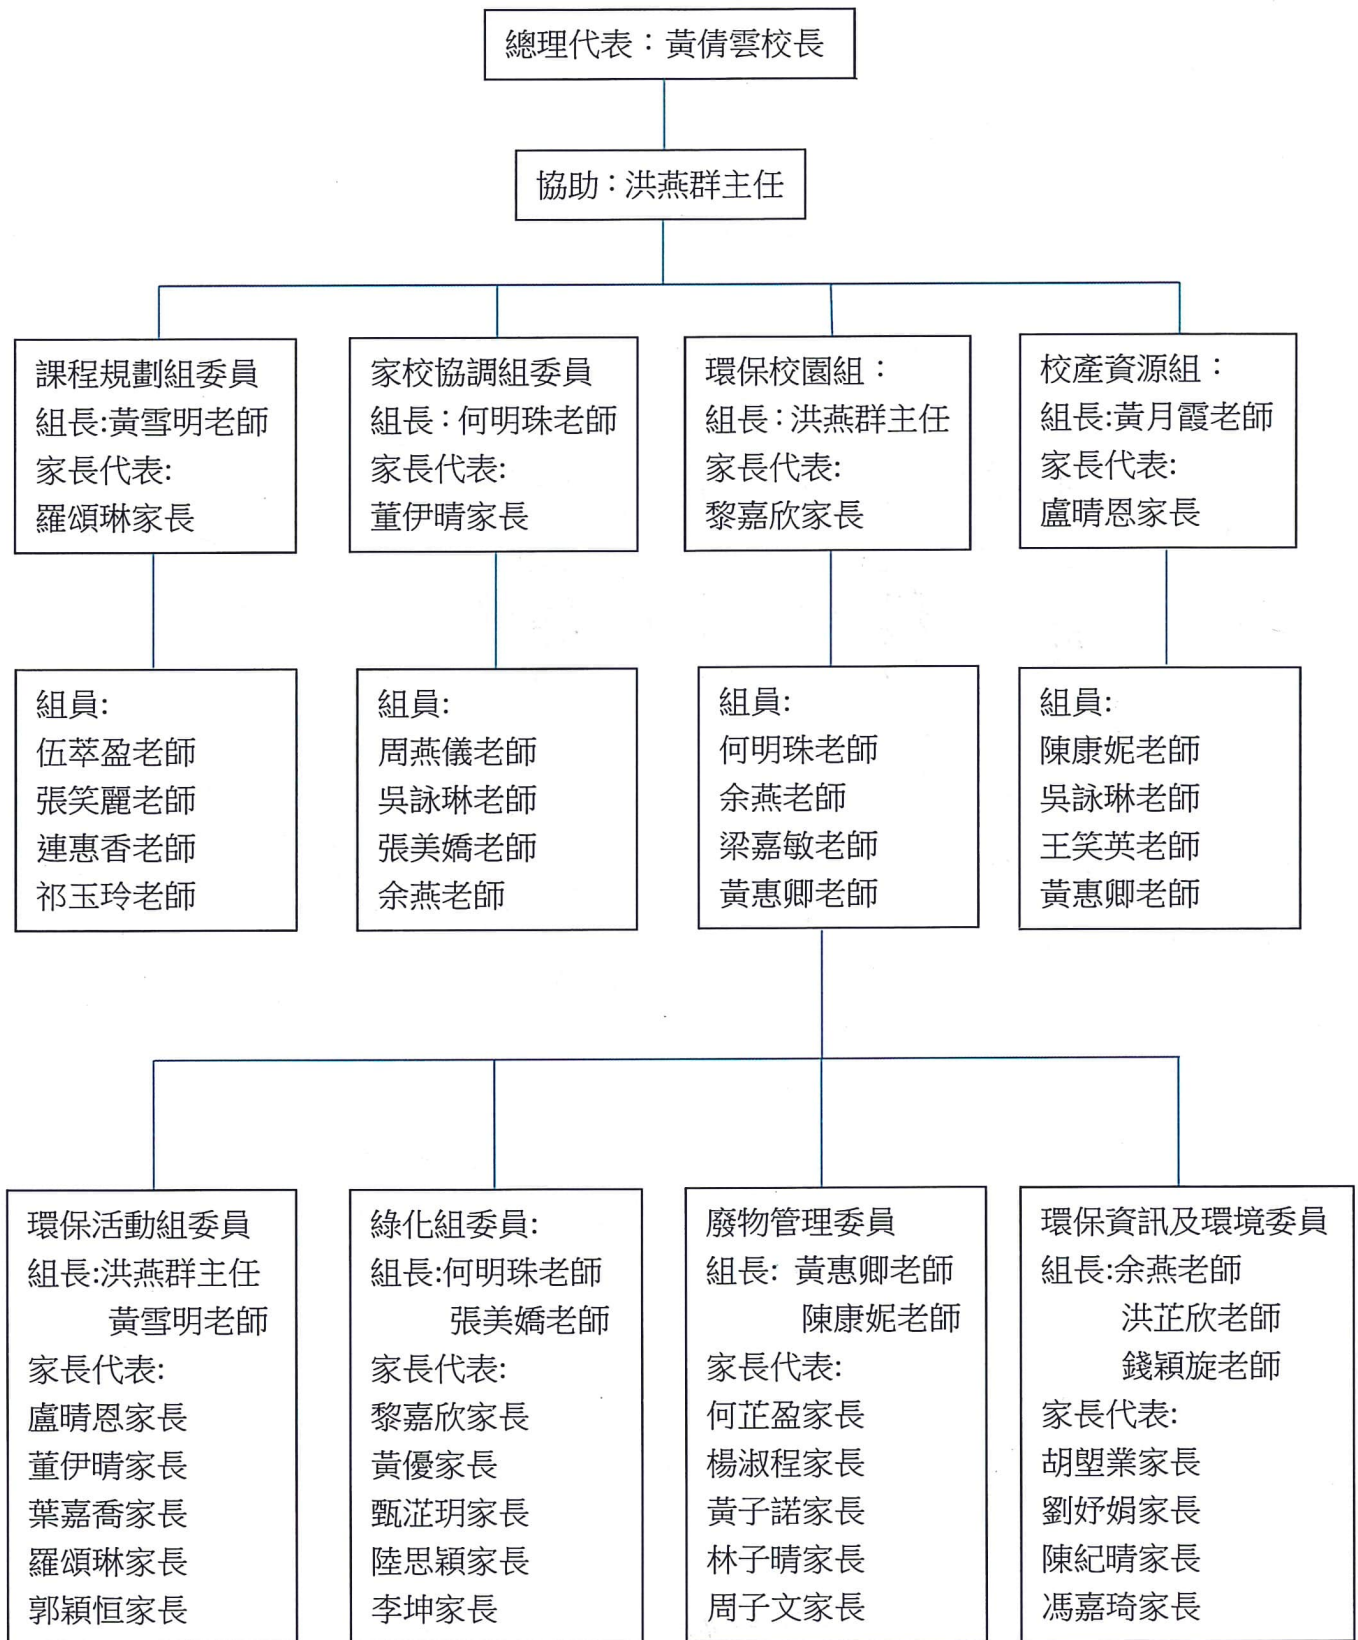 總理代表：黃倩雲校長
協助：洪燕群主任
課程規劃組委員
組長:黃雪明老師
家長代表:
羅頌琳家長
家校協調組委員
組長：何明珠老師
家長代表:
董伊晴家長
環保校園組：
組長：洪燕群主任
家長代表:
黎嘉欣家長
校產資源組：
組長:黃月霞老師
家長代表:
盧晴恩家長
組員:
伍萃盈老師
張笑麗老師
連惠香老師
祁玉玲老師
組員:
周燕儀老師
吳詠琳老師
張美嬌老師
余燕老師
組員:
何明珠老師
余燕老師
梁嘉敏老師
黃惠卿老師
組員:
陳康妮老師
吳詠琳老師
王笑英老師
黃惠卿老師
環保活動組委員
組長:洪燕群主任
黃雪明老師
家長代表:
盧晴恩家長
董伊晴家長
葉嘉喬家長
羅頌琳家長
郭穎恒家長
綠化組委員:
組長:何明珠老師
張美嬌老師
家長代表:
黎嘉欣家長
黃優家長
甄芷玥家長
陸思穎家長
李坤家長
廢物管理委員
組長: 黃惠卿老師
陳康妮老師
家長代表:
何芷盈家長
楊淑程家長
黃子諾家長
林子晴家長
周子文家長
環保資訊及環境委員
組長:余燕老師
洪芷欣老師
錢穎旋老師
家長代表:
胡塱業家長
劉妤娟家長
陳紀晴家長
馮嘉琦家長